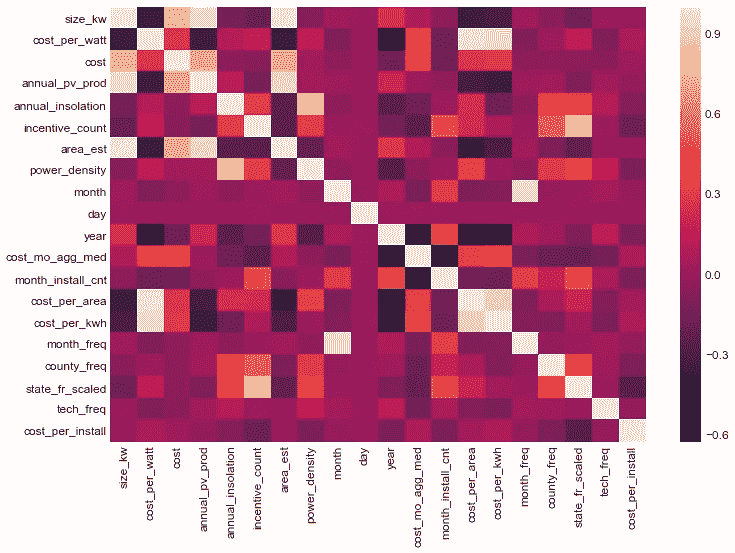 size_kw
cost_per_watt
cost
annual_pv_prod
annual_insolation
incentive_count
area_est
power_density
month
day
year
cost_mo_agg_med
month_install_cnt
cost_per_area
cost_per_kwh
month_freq
county_freq
state_fr_scaled
tech_freq
cost_per_install
size_kw
cost_per_watt
cost
annual_pv_prod
annual_insolation
incentive_count
area_est
power_density
month
day
year
cost_mo_agg_med
month_install_cnt
cost_per_area
cost_per_kwh
month_freq
county_freq
state_fr_scaled
tech_freq
cost_per_install
0.9
0.6
0.3
0.0
−0.3
−0.6